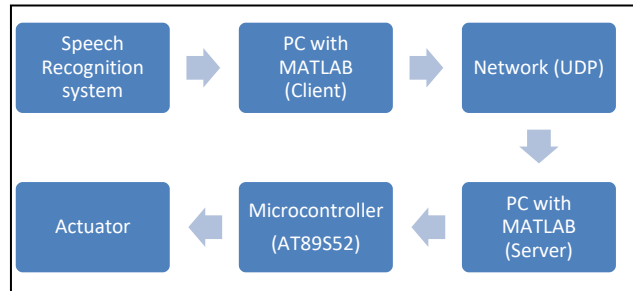 Speech
Recognition
system
PC with
MATLAB
(Client)
Network (UDP)
PC with
MATLAB
(Server)
Microcontroller
(AT89S52)
Actuator